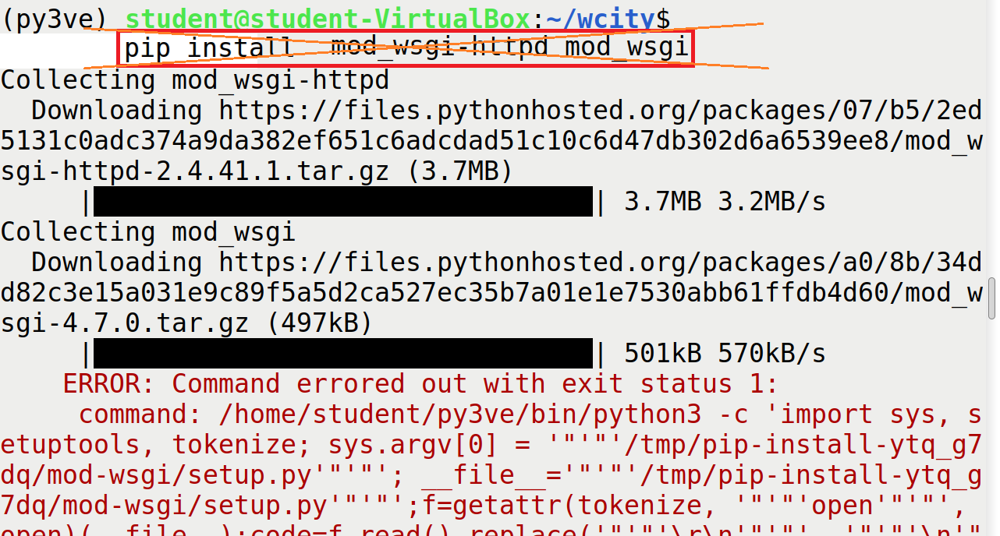 (py3ve) student@student-VirtualBox:~/wcity$
pip install mod_wsgi-httpd mod_wsgi
Collecting mod_wsgi-httpd
  Downloading https://files.pythonhosted.org/packages/07/b5/2ed
5131c0adc374a9da382ef651c6adcdad51c10c6d47db302d6a6539ee8/mod_w
sgi-httpd-2.4.41.1.tar.gz (3.7MB)
     || 3.7MB 3.2MB/s
Collecting mod_wsgi
  Downloading https://files.pythonhosted.org/packages/a0/8b/34d
d82c3e15a031e9c89f5a5d2ca527ec35b7a01e1e7530abb61ffdb4d60/mod_w
sgi-4.7.0.tar.gz (497kB)
     || 501kB 570kB/s
    ERROR: Command errored out with exit status 1:
     command: /home/student/py3ve/bin/python3 -c 'import sys, s
etuptools, tokenize; sys.argv[0] = '"'"'/tmp/pip-install-ytq_g7
dq/mod-wsgi/setup.py'"'"'; __file__='"'"'/tmp/pip-install-ytq_g
7dq/mod-wsgi/setup.py'"'"';f=getattr(tokenize, '"'"'open'"'"',
open)(__file__);code=f.read().replace('"'"'\r\n'"'"', '"'"'\n'"